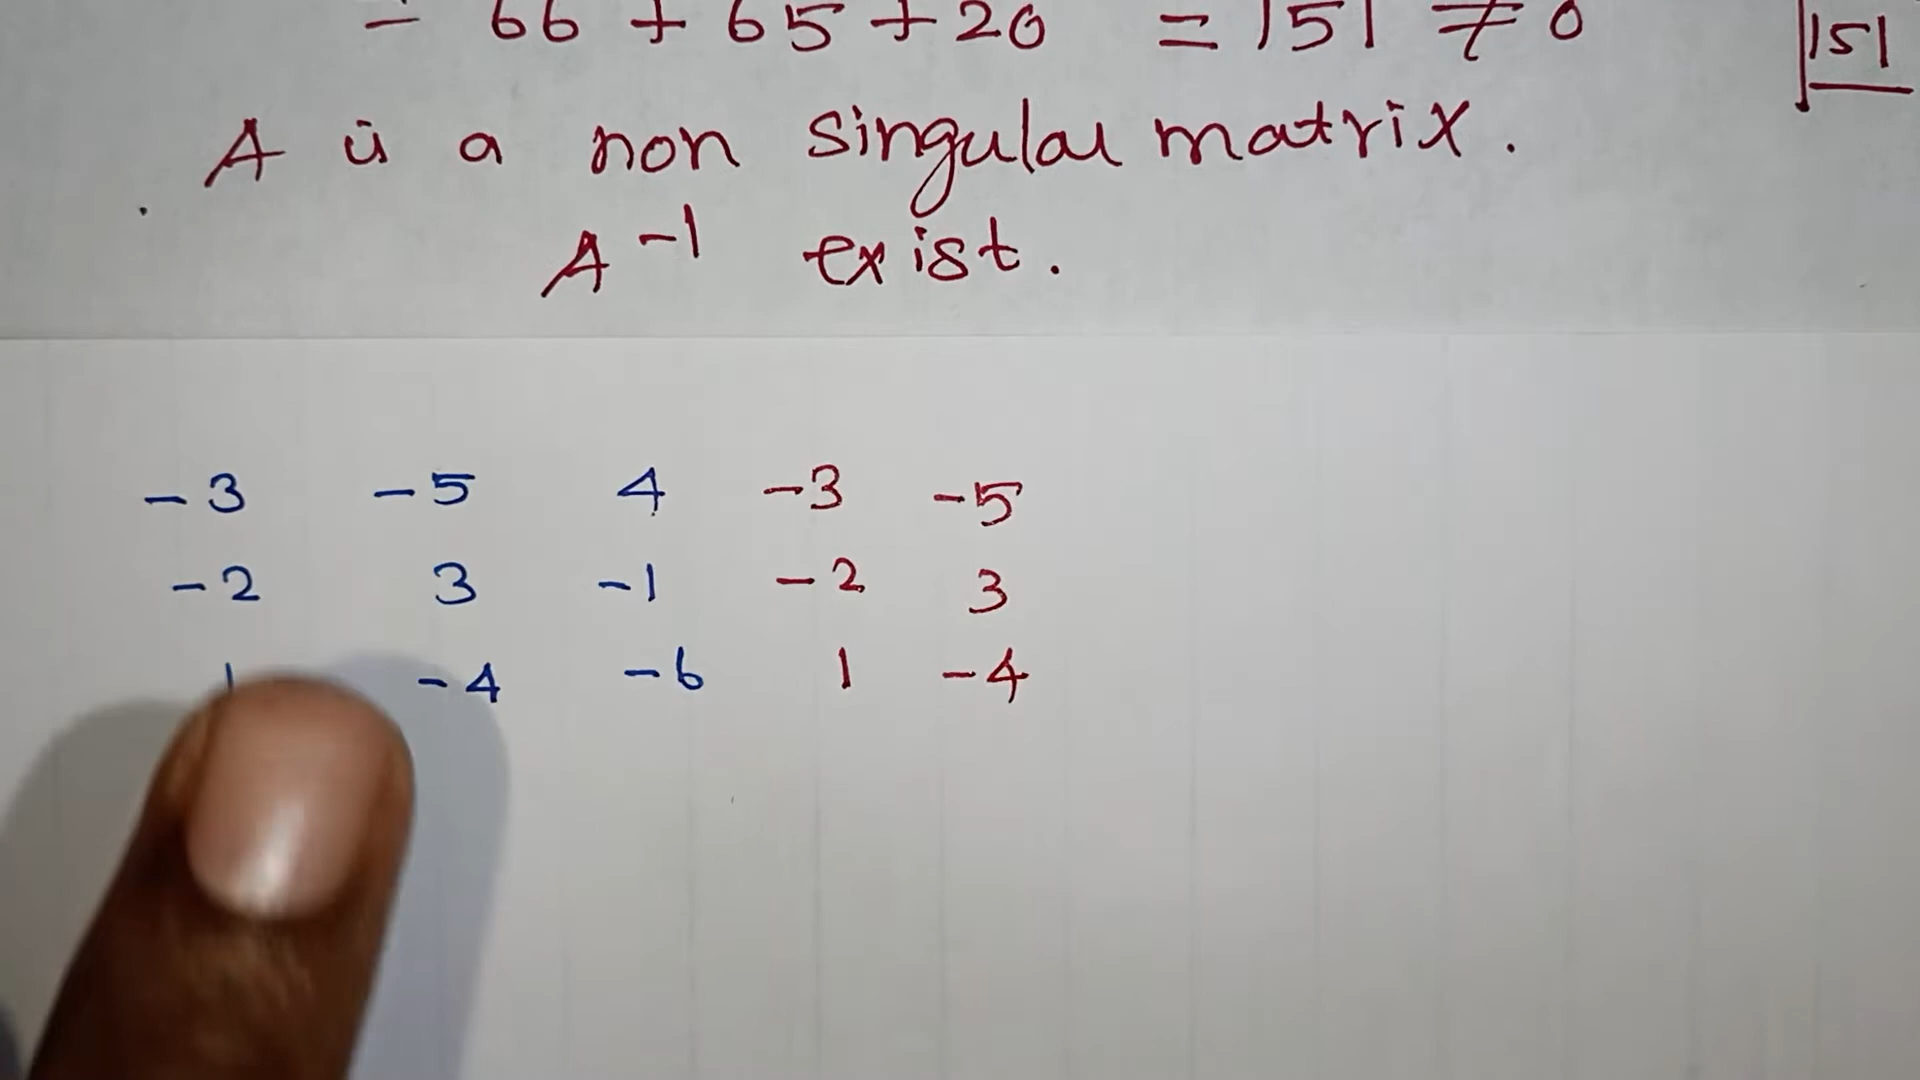 = 66 + 65 + 20 = 151 ≠ 0
151
A is a non singular matrix.
A⁻¹ exist.
-3 -5 4 -3 -5
-2 3 -1 -2 3
1 -4 -6 1 -4